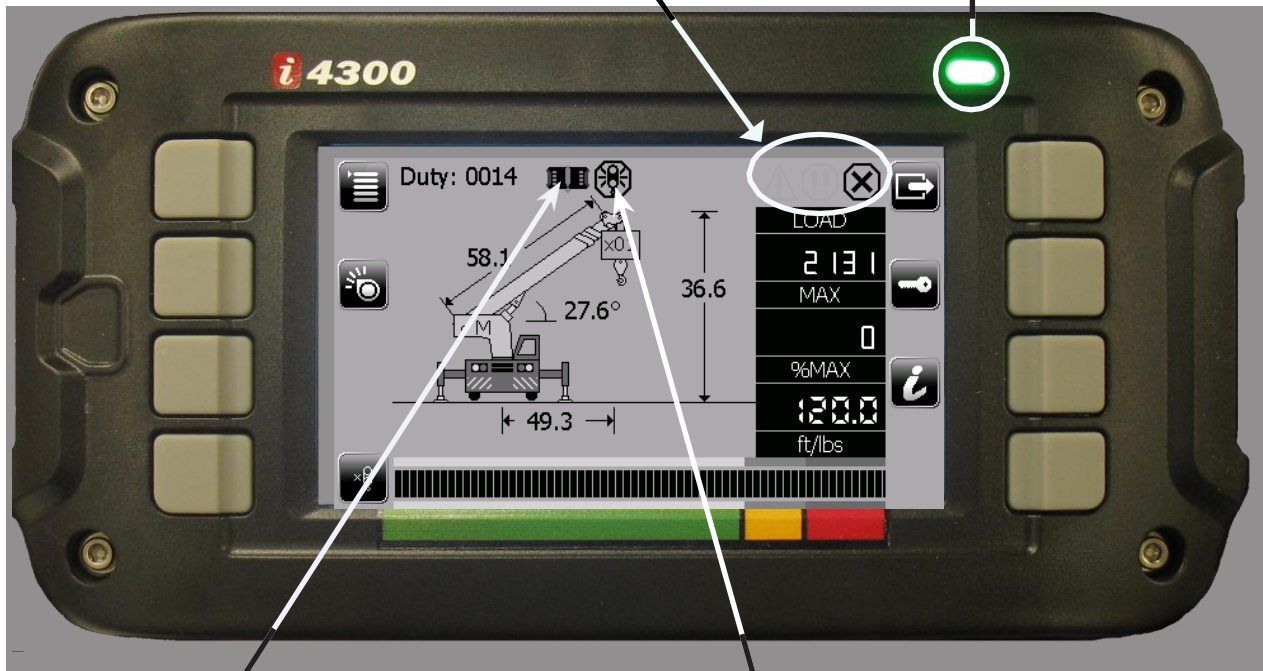 i 4300
Duty: 0014
LOAD
58.1
x0
2131
36.6
MAX
27.6°
M
0
%MAX
120.0
49.3
ft/lbs
x
i